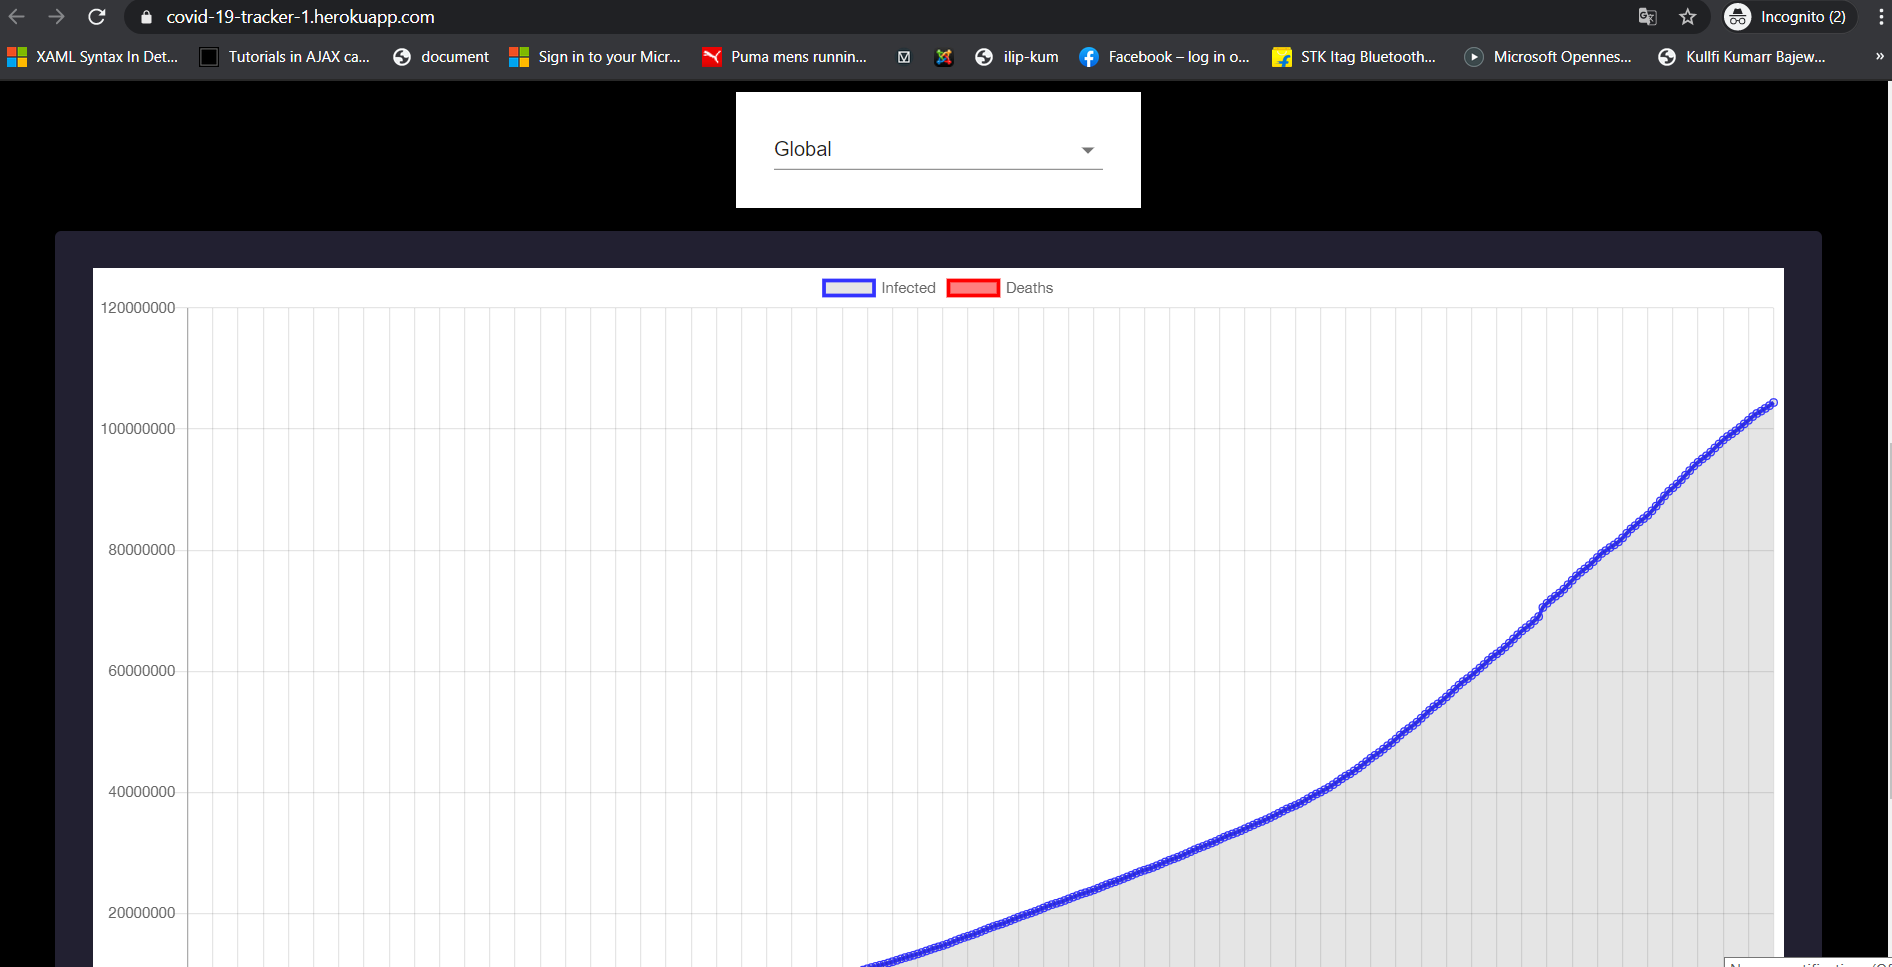 covid-19-tracker-1.herokuapp.com Incognito (2)
XAML Syntax In Det... Tutorials in AJAX ca... document Sign in to your Micr... Puma mens runnin... ilip-kum Facebook – log in o... STK Itag Bluetooth... Microsoft Opennes... Kullfi Kumarr Bajew... »
Global
Infected Deaths
120000000
100000000
80000000
60000000
40000000
20000000